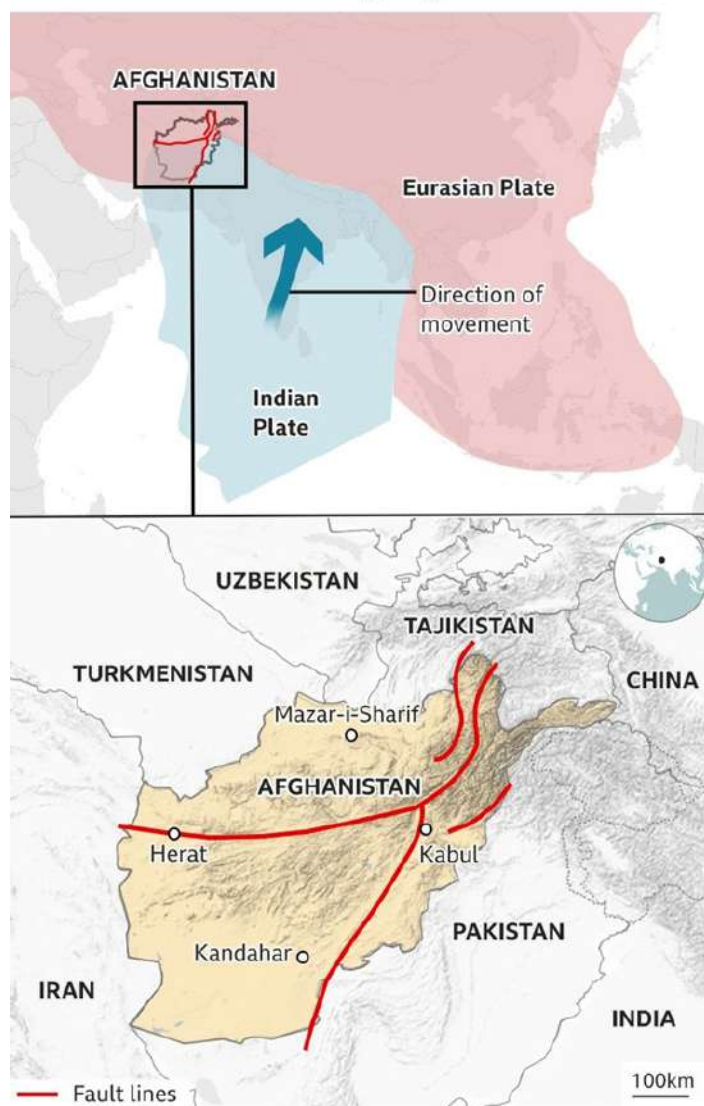 AFGHANISTAN
Eurasian Plate
Direction of
movement
Indian
Plate
UZBEKISTAN
TAJIKISTAN
TURKMENISTAN
CHINA
Mazar-i-Sharif
AFGHANISTAN
Herat
Kabul
Kandahar
PAKISTAN
IRAN
INDIA
Fault lines
100km